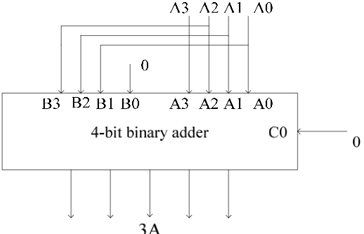 A3 A2 A1 A0
0
B3 B2 B1 B0 A3 A2 A1 A0
4-bit binary adder C0
0
3A